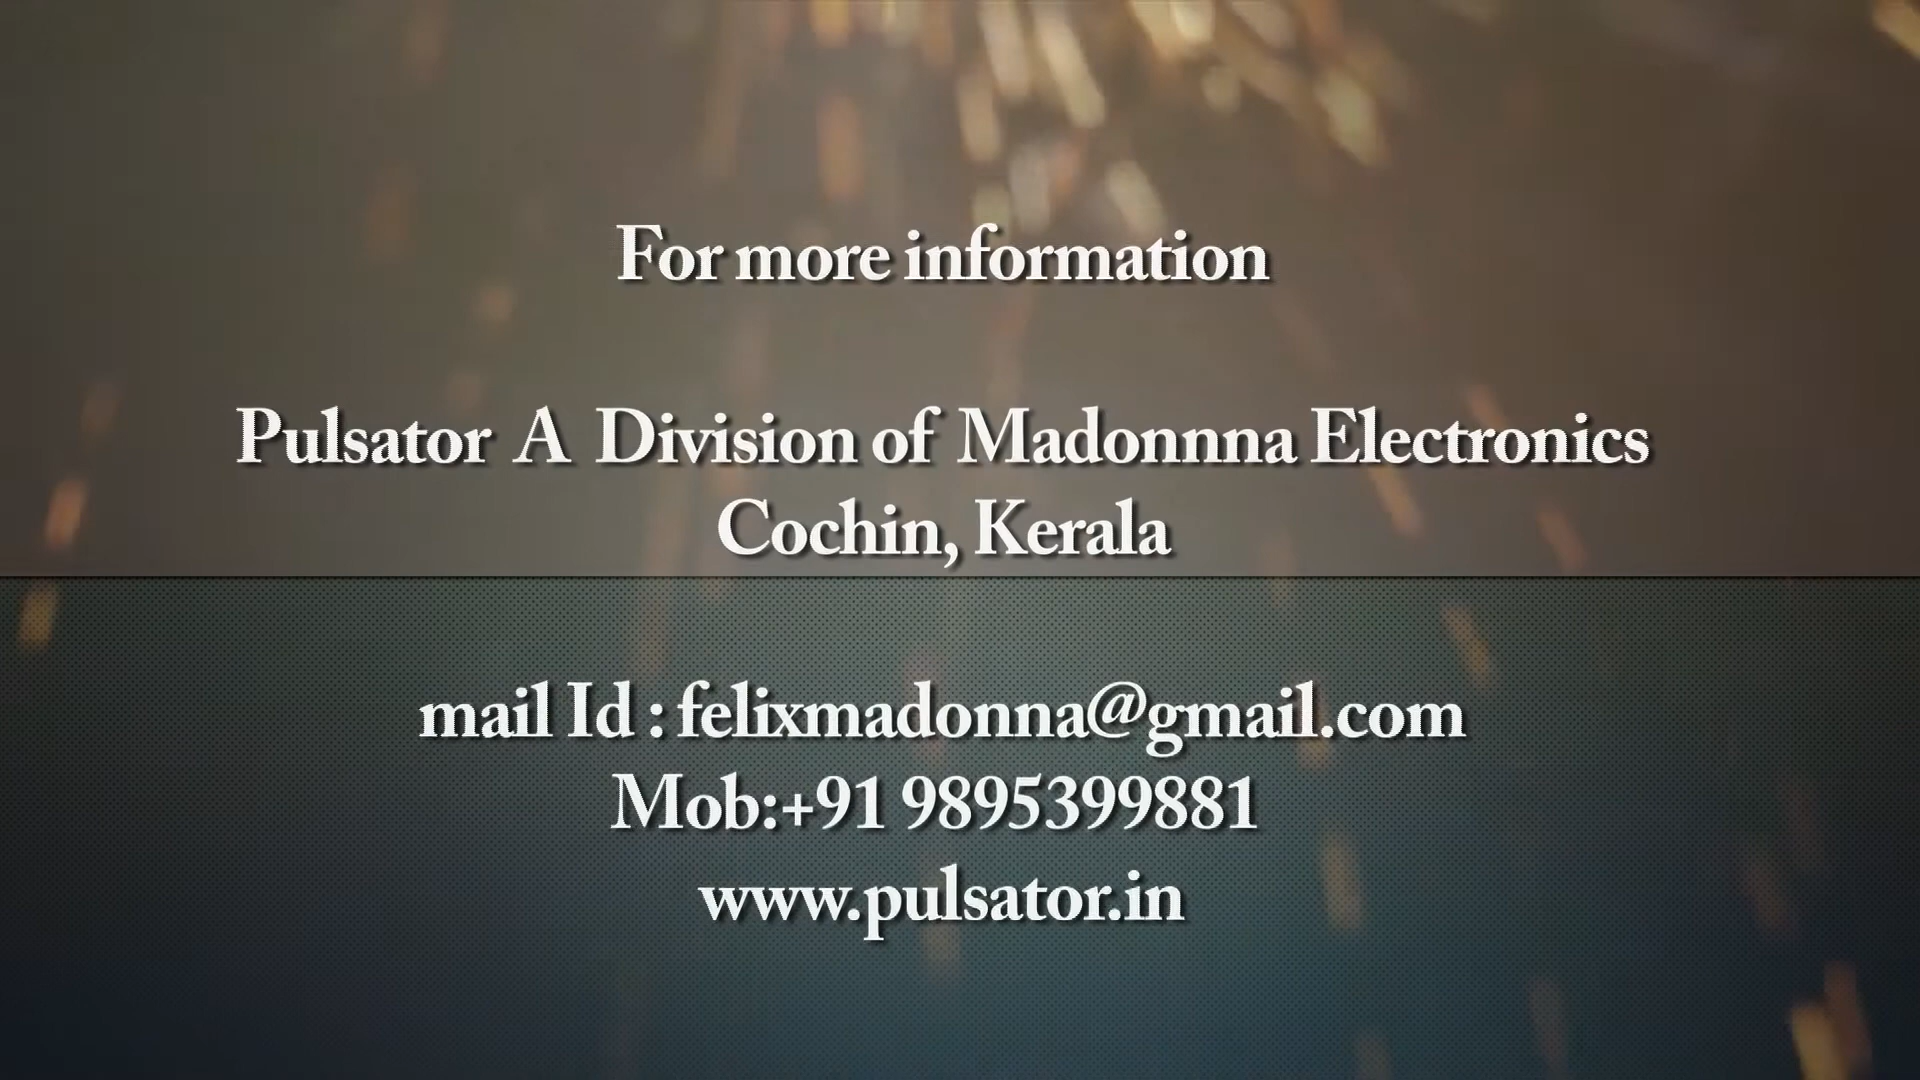 For more information
Pulsator A Division of Madonnna Electronics
Cochin, Kerala
mail Id : felixmadonna@gmail.com
Mob:+91 9895399881
www.pulsator.in